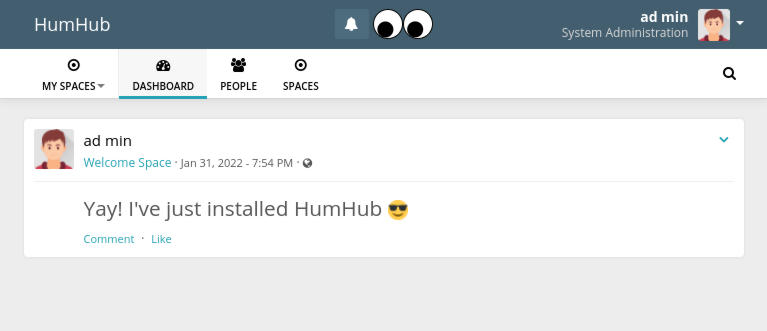 HumHub
ad min
System Administration
MY SPACES
DASHBOARD
PEOPLE
SPACES
ad min
Welcome Space · Jan 31, 2022 - 7:54 PM ·
Yay! I've just installed HumHub 😎
Comment · Like